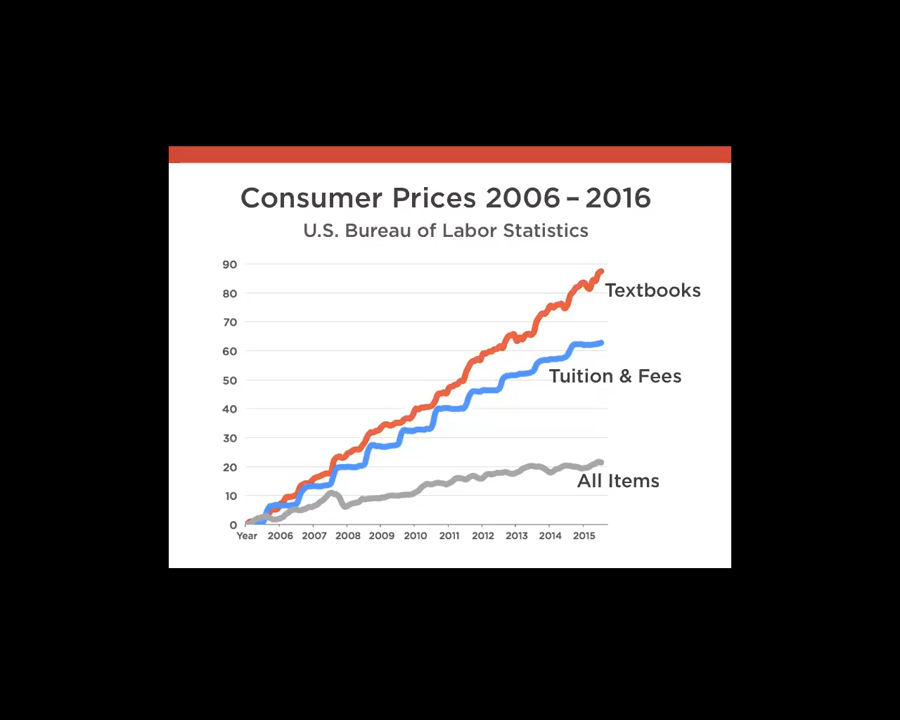 Consumer Prices 2006 – 2016
U.S. Bureau of Labor Statistics
90
80
70
60
50
40
30
20
10
0
Textbooks
Tuition & Fees
All Items
Year 2006 2007 2008 2009 2010 2011 2012 2013 2014 2015